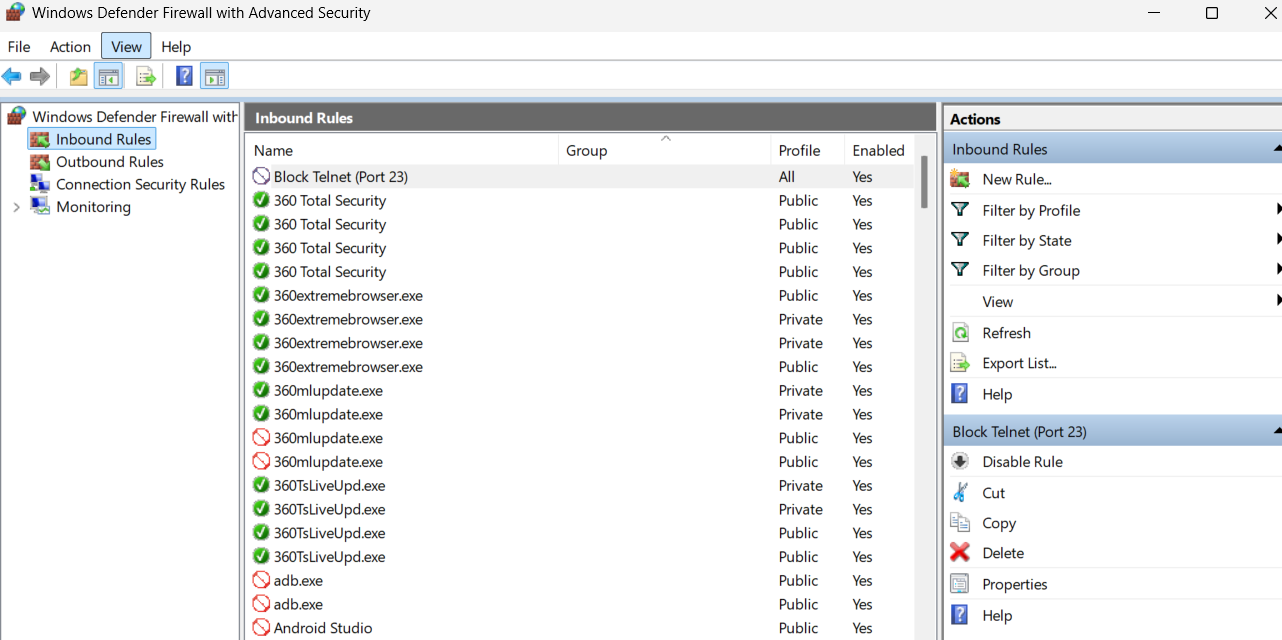 Windows Defender Firewall with Advanced Security
File Action View Help
Windows Defender Firewall with
Inbound Rules
Outbound Rules
Connection Security Rules
Monitoring
Inbound Rules
Name Group Profile Enabled
Block Telnet (Port 23) All Yes
360 Total Security Public Yes
360 Total Security Public Yes
360 Total Security Public Yes
360 Total Security Public Yes
360extremebrowser.exe Public Yes
360extremebrowser.exe Private Yes
360extremebrowser.exe Private Yes
360extremebrowser.exe Public Yes
360mlupdate.exe Private Yes
360mlupdate.exe Private Yes
360mlupdate.exe Public Yes
360mlupdate.exe Public Yes
360TsLiveUpd.exe Private Yes
360TsLiveUpd.exe Private Yes
360TsLiveUpd.exe Public Yes
360TsLiveUpd.exe Public Yes
adb.exe Public Yes
adb.exe Public Yes
Android Studio Public Yes
Actions
Inbound Rules
New Rule...
Filter by Profile
Filter by State
Filter by Group
View
Refresh
Export List...
Help
Block Telnet (Port 23)
Disable Rule
Cut
Copy
Delete
Properties
Help